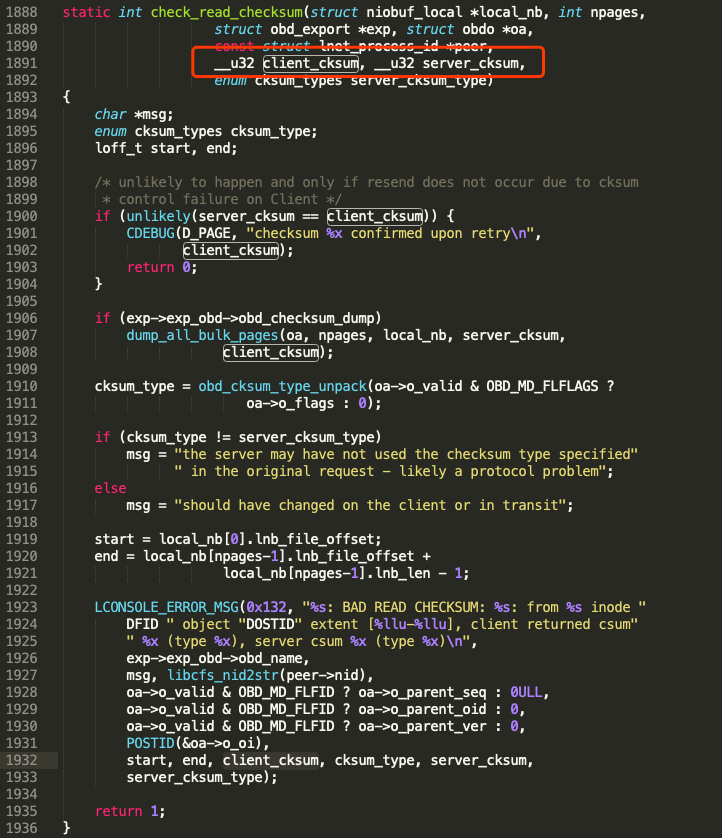 1888 static int check_read_checksum(struct niobuf_local *local_nb, int npages,
1889 struct obd_export *exp, struct obdo *oa,
1890 const struct lnet_process_id *peer,
1891 __u32 client_cksum, __u32 server_cksum,
1892 enum cksum_types server_cksum_type)
1893 {
1894 char *msg;
1895 enum cksum_types cksum_type;
1896 loff_t start, end;
1897
1898 /* unlikely to happen and only if resend does not occur due to cksum
1899 * control failure on Client */
1900 if (unlikely(server_cksum == client_cksum)) {
1901 CDEBUG(D_PAGE, "checksum %x confirmed upon retry\n",
1902 client_cksum);
1903 return 0;
1904 }
1905
1906 if (exp->exp_obd->obd_checksum_dump)
1907 dump_all_bulk_pages(oa, npages, local_nb, server_cksum,
1908 client_cksum);
1909
1910 cksum_type = obd_cksum_type_unpack(oa->o_valid & OBD_MD_FLFLAGS ?
1911 oa->o_flags : 0);
1912
1913 if (cksum_type != server_cksum_type)
1914 msg = "the server may have not used the checksum type specified"
1915 " in the original request - likely a protocol problem";
1916 else
1917 msg = "should have changed on the client or in transit";
1918
1919 start = local_nb[0].lnb_file_offset;
1920 end = local_nb[npages-1].lnb_file_offset +
1921 local_nb[npages-1].lnb_len - 1;
1922
1923 LCONSOLE_ERROR_MSG(0x132, "%s: BAD READ CHECKSUM: %s: from %s inode "
1924 DFID " object "DOSTID" extent [%llu-%llu], client returned csum"
1925 " %x (type %x), server csum %x (type %x)\n",
1926 exp->exp_obd->obd_name,
1927 msg, libcfs_nid2str(peer->nid),
1928 oa->o_valid & OBD_MD_FLFID ? oa->o_parent_seq : 0ULL,
1929 oa->o_valid & OBD_MD_FLFID ? oa->o_parent_oid : 0,
1930 oa->o_valid & OBD_MD_FLFID ? oa->o_parent_ver : 0,
1931 POSTID(&oa->o_oi),
1932 start, end, client_cksum, cksum_type, server_cksum,
1933 server_cksum_type);
1934
1935 return 1;
1936 }